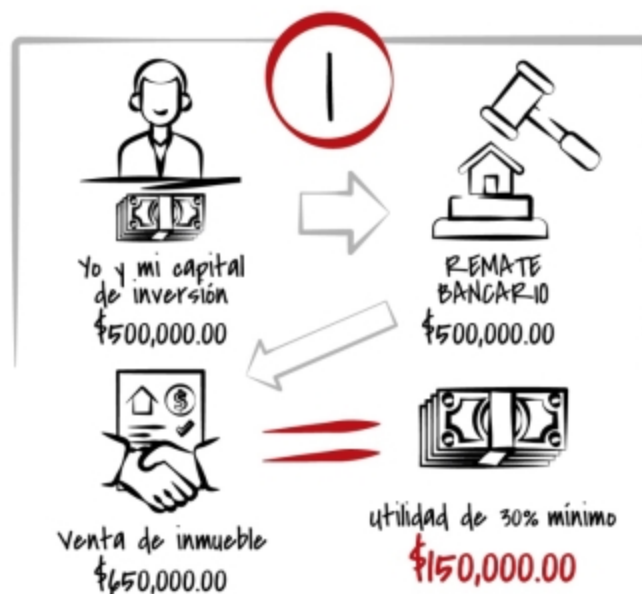 1
Yo y mi capital
de inversión
$500,000.00
REMATE
BANCARIO
$500,000.00
Venta de inmueble
$650,000.00
utilidad de 30% mínimo
$150,000.00